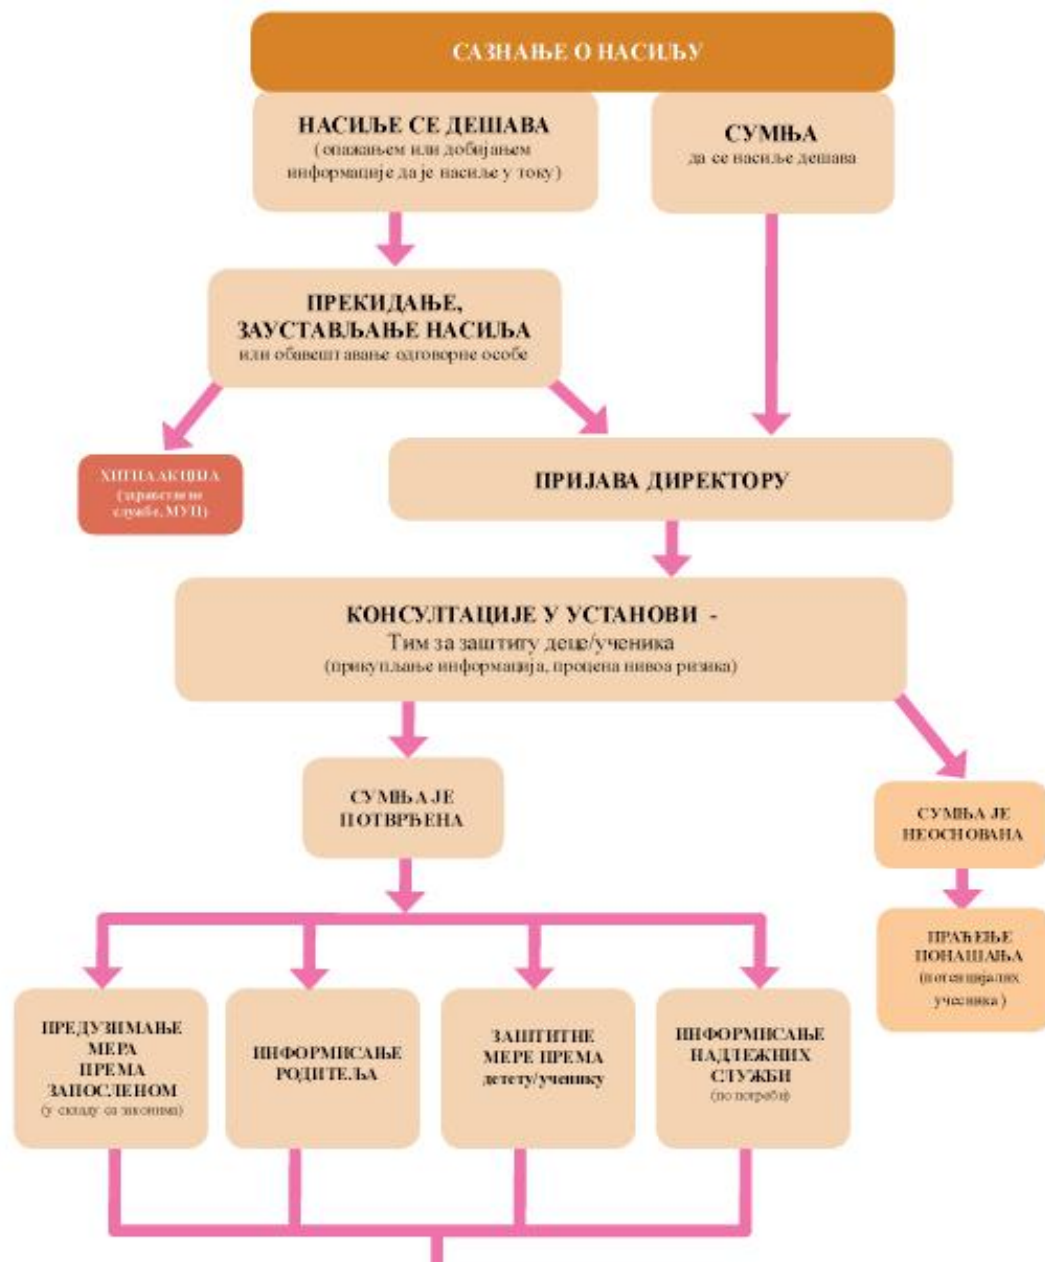 САЗНАЊЕ О НАСИЉУ
НАСИЉЕ СЕ ДЕШАВА
(опажањем или добијањем
информације да је насиље у току)
СУМЊА
да се насиље дешава
ПРЕКИДАЊЕ,
ЗАУСТАВЉАЊЕ НАСИЉА
или обавештавање одговорне особе
ХИТНА АКЦИЈА
(здравствене
службе, МУП)
ПРИЈАВА ДИРЕКТОРУ
КОНСУЛТАЦИЈЕ У УСТАНОВИ -
Тим за заштиту деце/ученика
(прикупљање информација, процена нивоа ризика)
СУМЊА ЈЕ
ПОТВРЂЕНА
СУМЊА ЈЕ
НЕОСНОВАНА
ПРАЋЕЊЕ
ПОНАШАЊА
(потенцијалих
учесника )
ПРЕДУЗИМАЊЕ
МЕРА
ПРЕМА
ЗАПОСЛЕНОМ
(у складу са законима)
ИНФОРМИСАЊЕ
РОДИТЕЉА
ЗАШТИТНЕ
МЕРЕ ПРЕМА
детету/ученику
ИНФОРМИСАЊЕ
НАДЛЕЖНИХ
СЛУЖБИ
(по потреби)